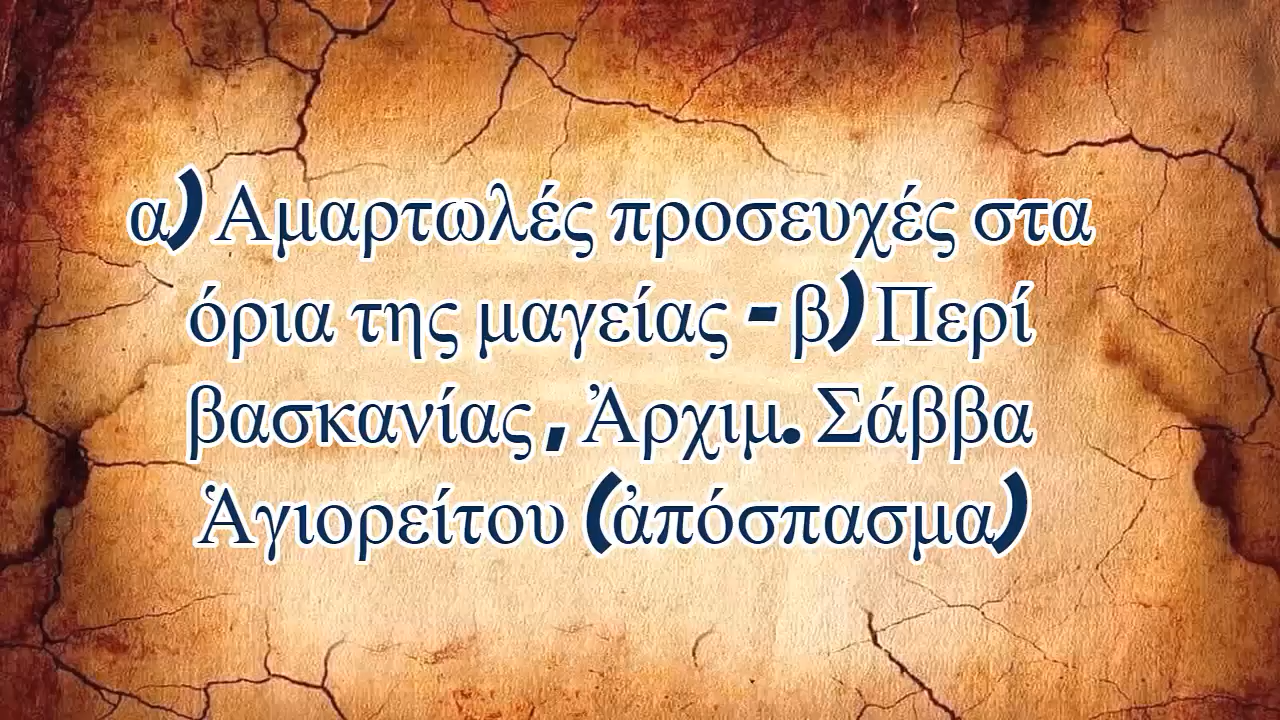 α) Αμαρτωλές προσευχές στα
όρια της μαγείας - β) Περί
βασκανίας , Ἀρχιμ. Σάββα
Ἁγιορείτου (ἀπόσπασμα)